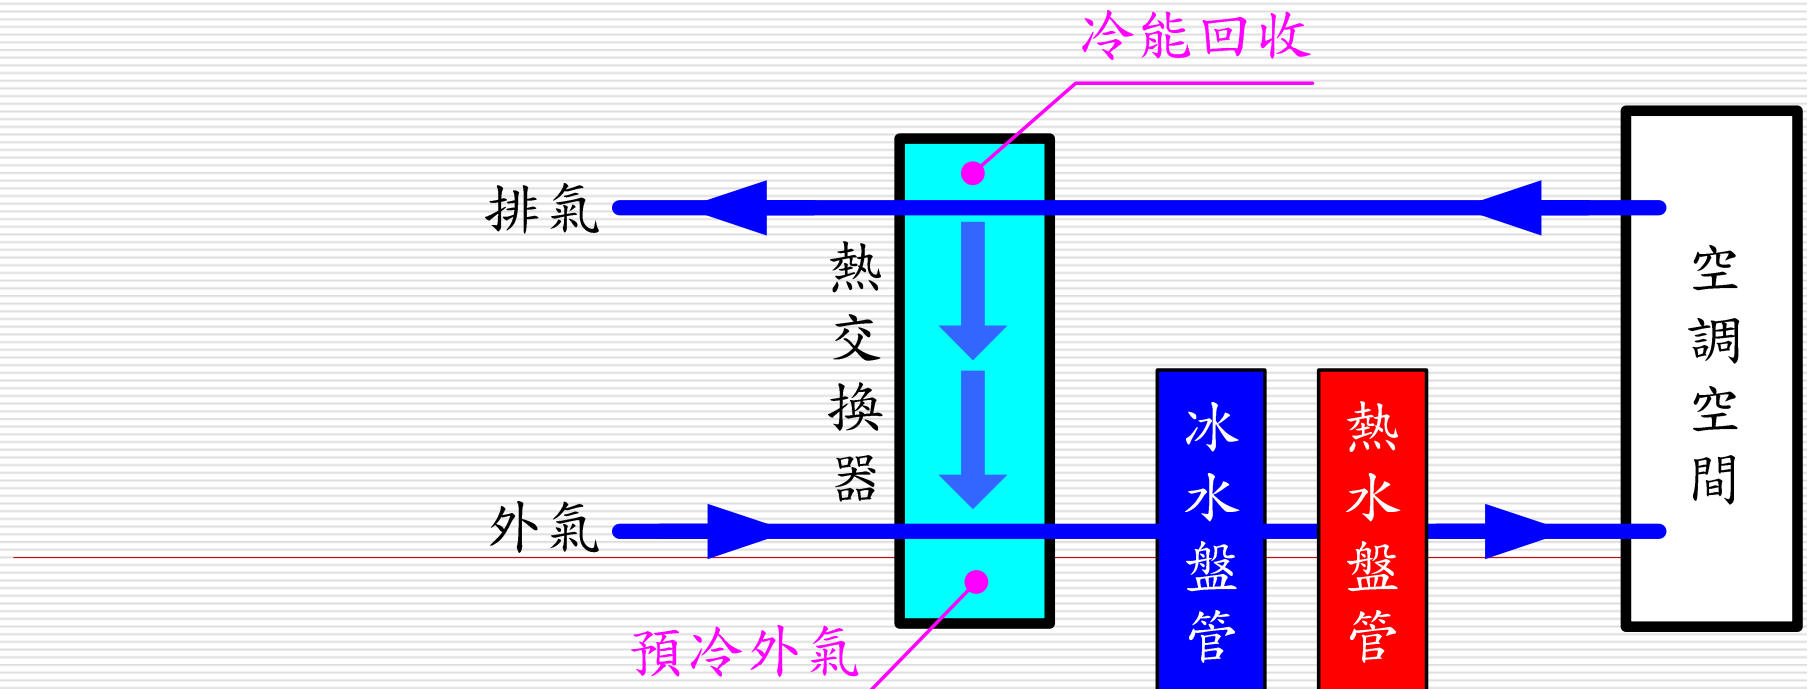 冷能回收
排氣
熱交換器
空調空間
冰水盤管
熱水盤管
外氣
預冷外氣